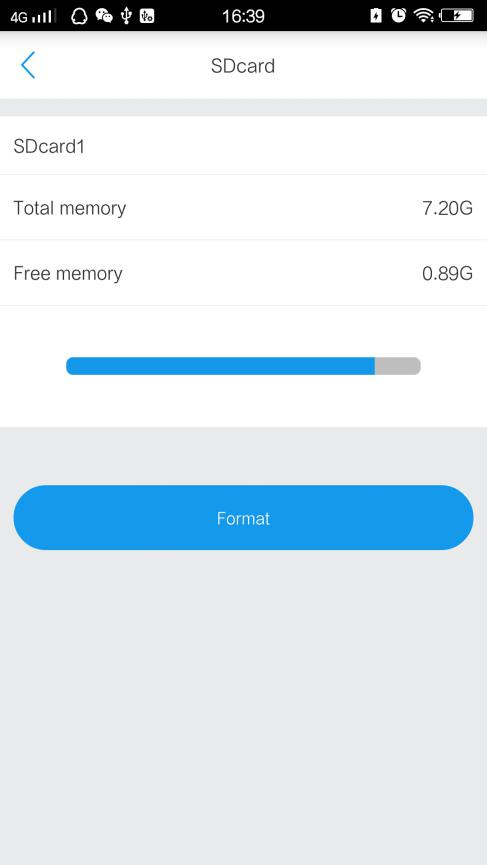 4G 16:39
SDcard
SDcard1
Total memory 7.20G
Free memory 0.89G
Format